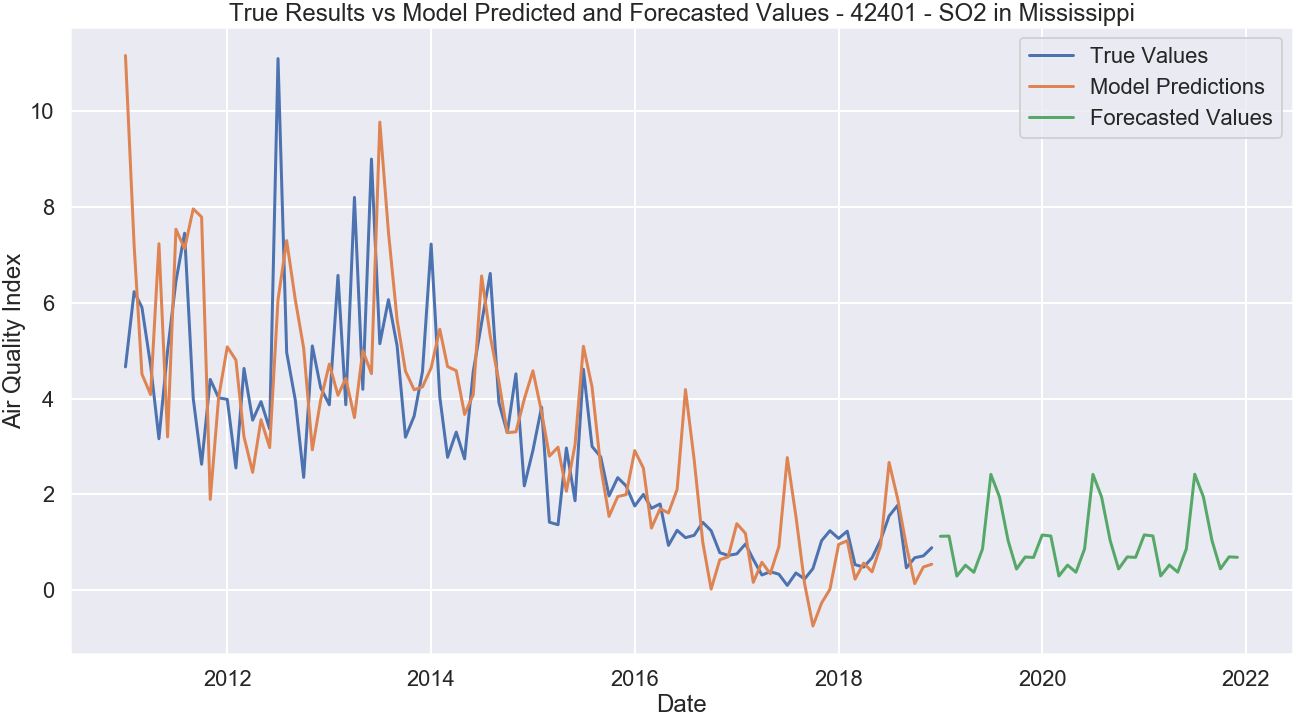 True Results vs Model Predicted and Forecasted Values - 42401 - SO2 in Mississippi
True Values
Model Predictions
Forecasted Values
Air Quality Index
10
8
6
4
2
0
2012 2014 2016 2018 2020 2022
Date